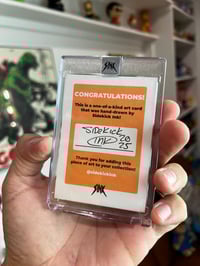 CONGRATULATIONS!
This is a one-of-a-kind art card
that was hand-drawn by
Sidekick Ink!
SIDEKICK
INK 20
25
Thank you for adding this
piece of art to your collection!
@sidekickink